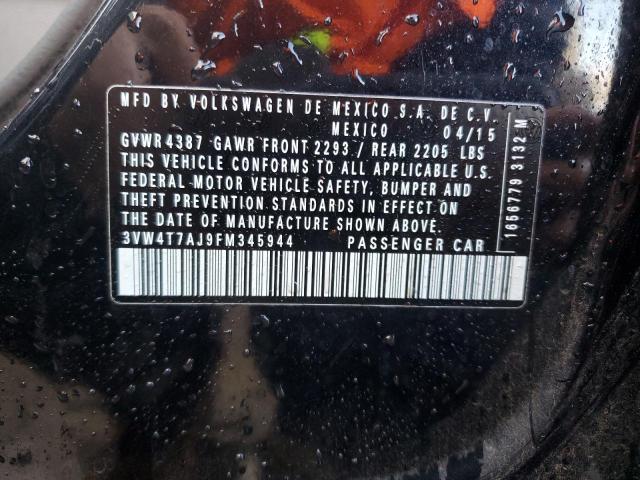 MFD BY VOLKSWAGEN DE MEXICO S.A. DE C.V.
MEXICO 04/15
GVWR4387 GAWR FRONT 2293 / REAR 2205 LBS
THIS VEHICLE CONFORMS TO ALL APPLICABLE U.S.
FEDERAL MOTOR VEHICLE SAFETY, BUMPER AND
THEFT PREVENTION STANDARDS IN EFFECT ON
THE DATE OF MANUFACTURE SHOWN ABOVE.
3VW4T7AJ9FM345944 PASSENGER CAR
1656779 3132 M